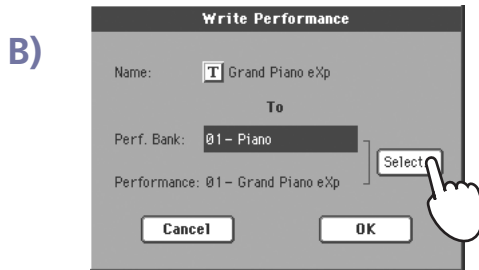 B)
Write Performance
Name: T Grand Piano eXp
To
Perf. Bank: 01- Piano
Select
Performance: 01- Grand Piano eXp
Cancel OK